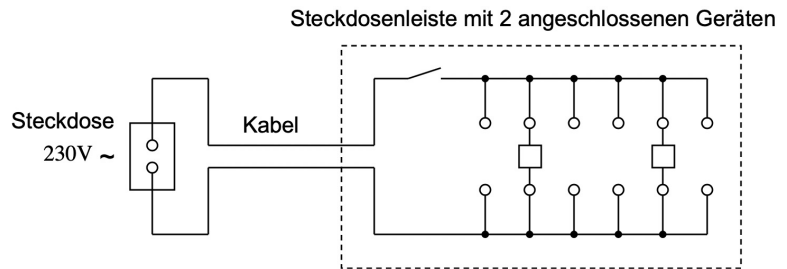 Steckdosenleiste mit 2 angeschlossenen Geräten
Steckdose
230V ~
Kabel